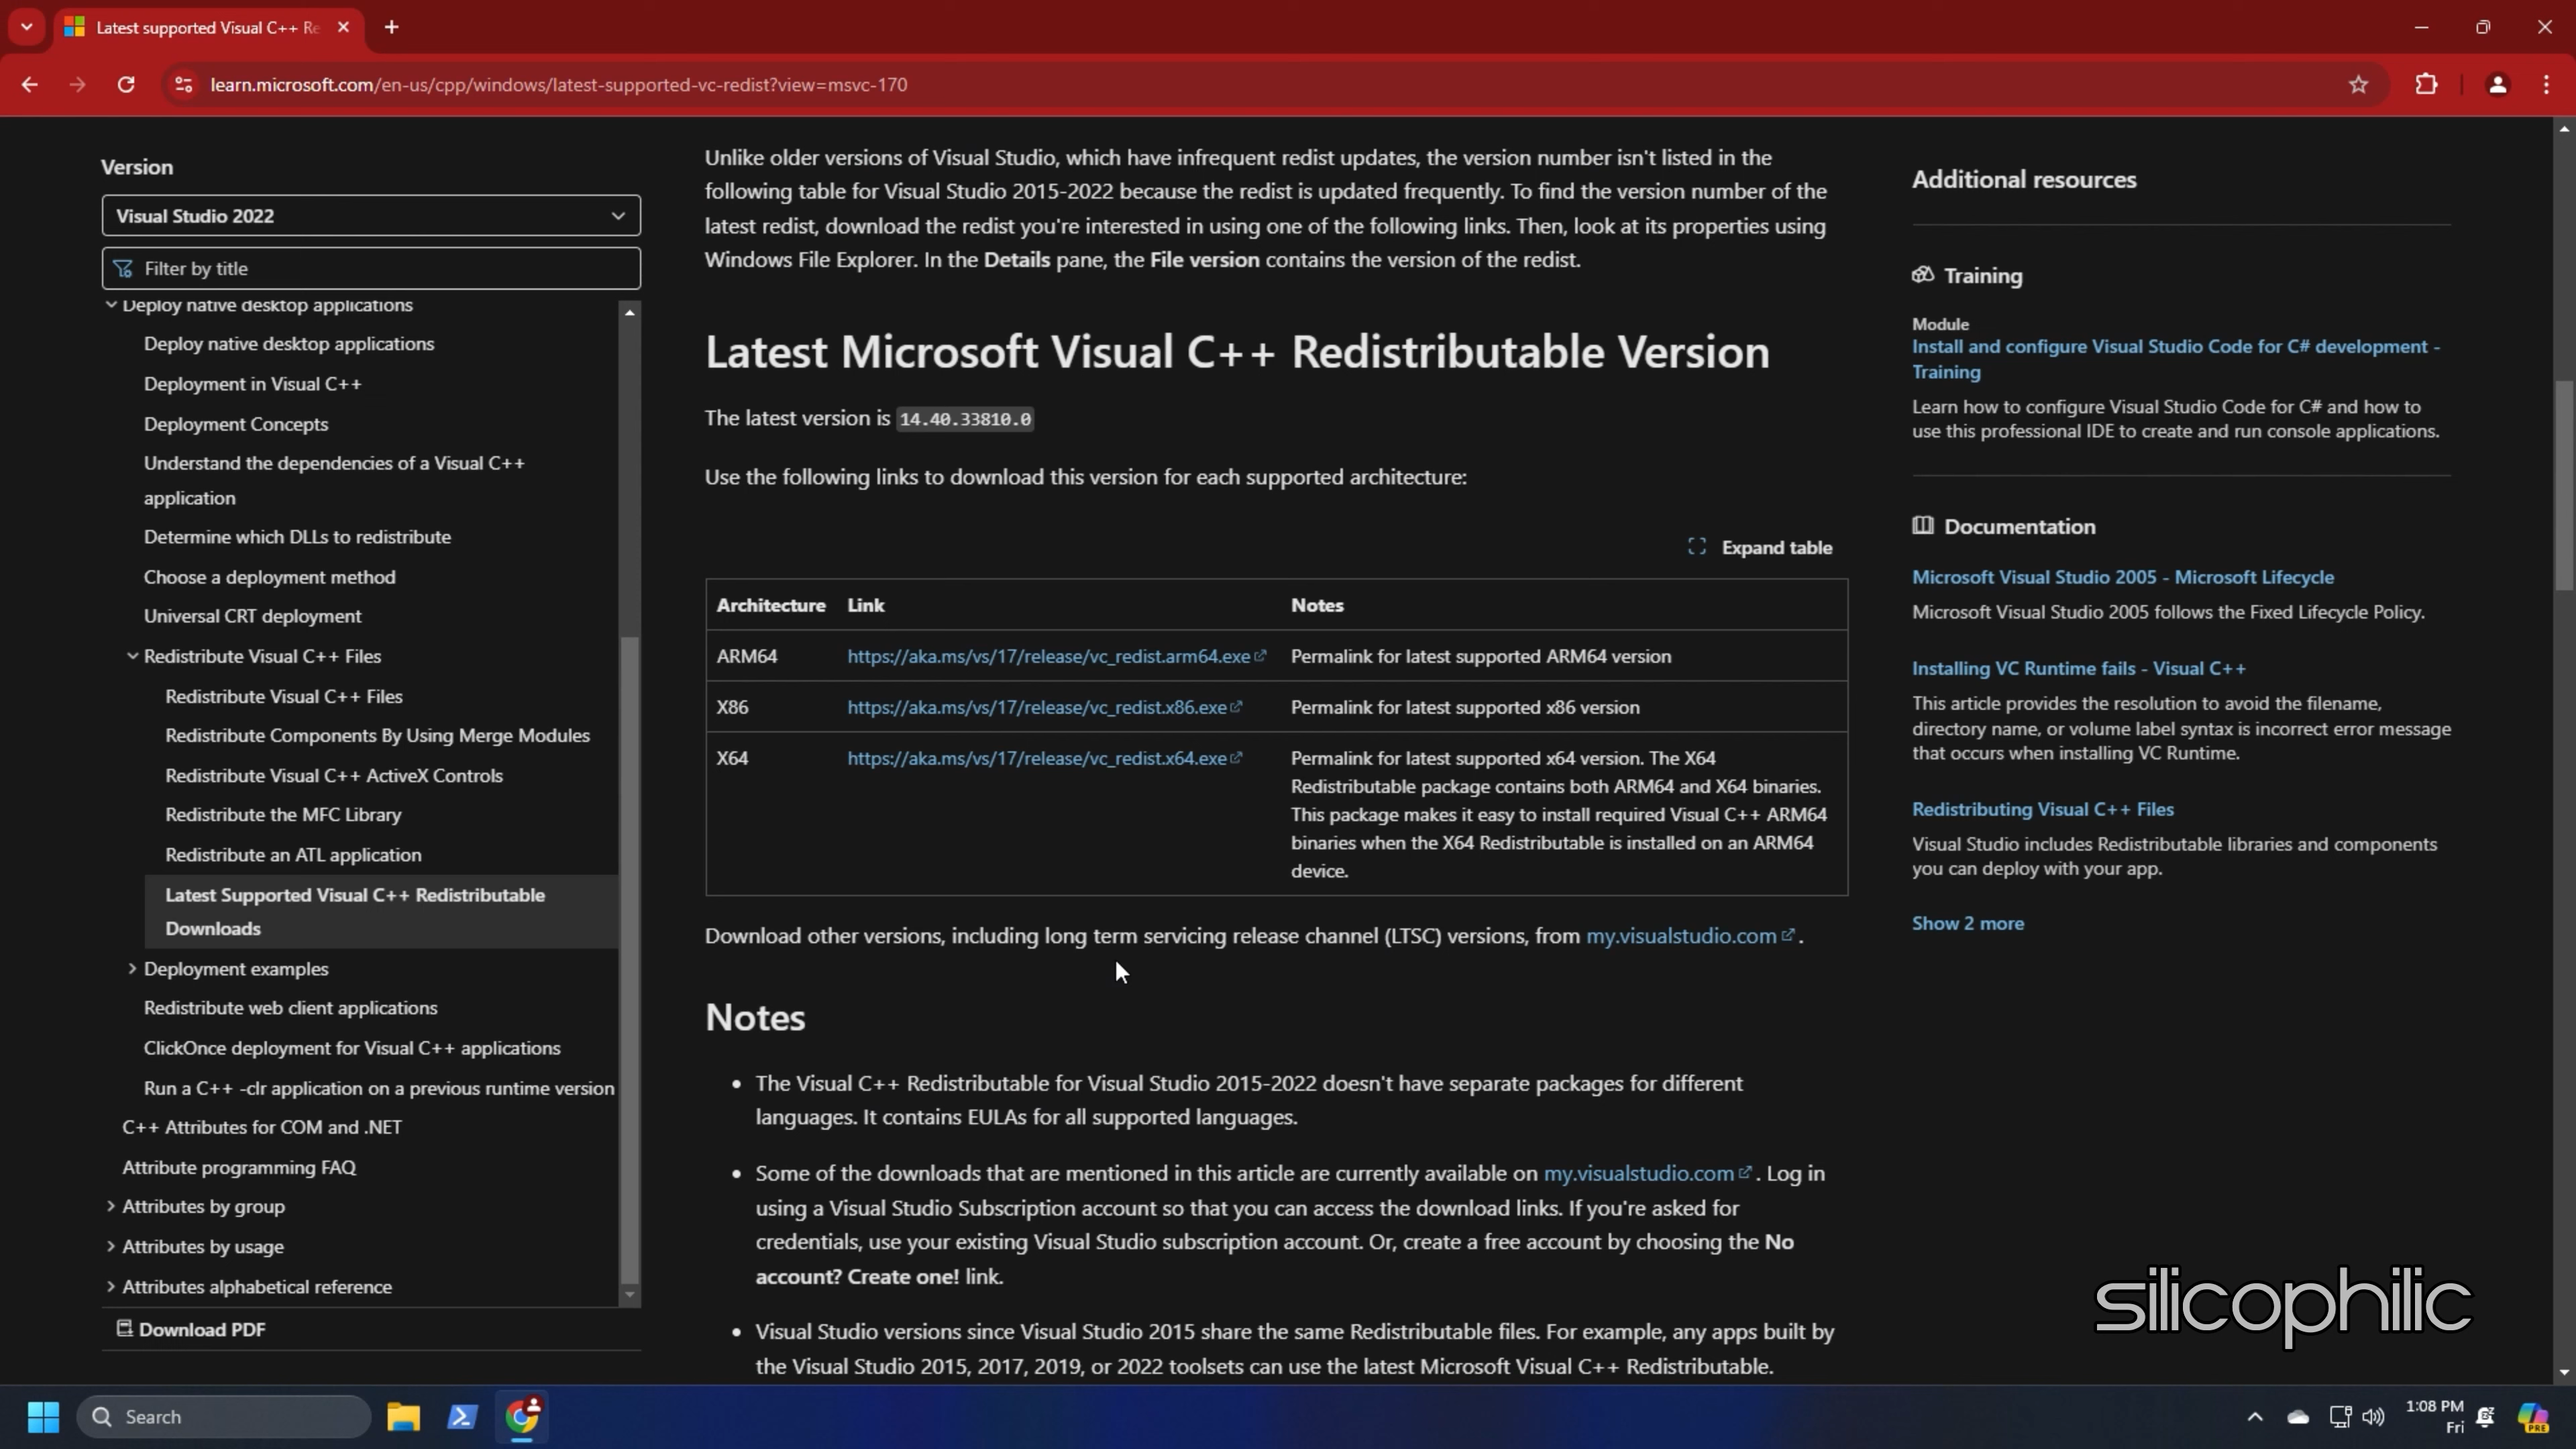 Latest supported Visual C++ Re
learn.microsoft.com/en-us/cpp/windows/latest-supported-vc-redist?view=msvc-170
Version
Visual Studio 2022
Filter by title
Deploy native desktop applications
Deploy native desktop applications
Deployment in Visual C++
Deployment Concepts
Understand the dependencies of a Visual C++
application
Determine which DLLs to redistribute
Choose a deployment method
Universal CRT deployment
Redistribute Visual C++ Files
Redistribute Visual C++ Files
Redistribute Components By Using Merge Modules
Redistribute Visual C++ ActiveX Controls
Redistribute the MFC Library
Redistribute an ATL application
Latest Supported Visual C++ Redistributable
Downloads
Deployment examples
Redistribute web client applications
ClickOnce deployment for Visual C++ applications
Run a C++ -clr application on a previous runtime version
C++ Attributes for COM and .NET
Attribute programming FAQ
Attributes by group
Attributes by usage
Attributes alphabetical reference
Download PDF
Unlike older versions of Visual Studio, which have infrequent redist updates, the version number isn't listed in the
following table for Visual Studio 2015-2022 because the redist is updated frequently. To find the version number of the
latest redist, download the redist you're interested in using one of the following links. Then, look at its properties using
Windows File Explorer. In the Details pane, the File version contains the version of the redist.
Latest Microsoft Visual C++ Redistributable Version
The latest version is 14.40.33810.0
Use the following links to download this version for each supported architecture:
Expand table
Architecture Link Notes
ARM64 https://aka.ms/vs/17/release/vc_redist.arm64.exe Permalink for latest supported ARM64 version
X86 https://aka.ms/vs/17/release/vc_redist.x86.exe Permalink for latest supported x86 version
X64 https://aka.ms/vs/17/release/vc_redist.x64.exe Permalink for latest supported x64 version. The X64
Redistributable package contains both ARM64 and X64 binaries.
This package makes it easy to install required Visual C++ ARM64
binaries when the X64 Redistributable is installed on an ARM64
device.
Download other versions, including long term servicing release channel (LTSC) versions, from my.visualstudio.com .
Notes
• The Visual C++ Redistributable for Visual Studio 2015-2022 doesn't have separate packages for different
languages. It contains EULAs for all supported languages.
• Some of the downloads that are mentioned in this article are currently available on my.visualstudio.com . Log in
using a Visual Studio Subscription account so that you can access the download links. If you're asked for
credentials, use your existing Visual Studio subscription account. Or, create a free account by choosing the No
account? Create one! link.
• Visual Studio versions since Visual Studio 2015 share the same Redistributable files. For example, any apps built by
the Visual Studio 2015, 2017, 2019, or 2022 toolsets can use the latest Microsoft Visual C++ Redistributable.
Additional resources
Training
Module
Install and configure Visual Studio Code for C# development -
Training
Learn how to configure Visual Studio Code for C# and how to
use this professional IDE to create and run console applications.
Documentation
Microsoft Visual Studio 2005 - Microsoft Lifecycle
Microsoft Visual Studio 2005 follows the Fixed Lifecycle Policy.
Installing VC Runtime fails - Visual C++
This article provides the resolution to avoid the filename,
directory name, or volume label syntax is incorrect error message
that occurs when installing VC Runtime.
Redistributing Visual C++ Files
Visual Studio includes Redistributable libraries and components
you can deploy with your app.
Show 2 more
silicophilic
Search
1:08 PM
Fri
PRE